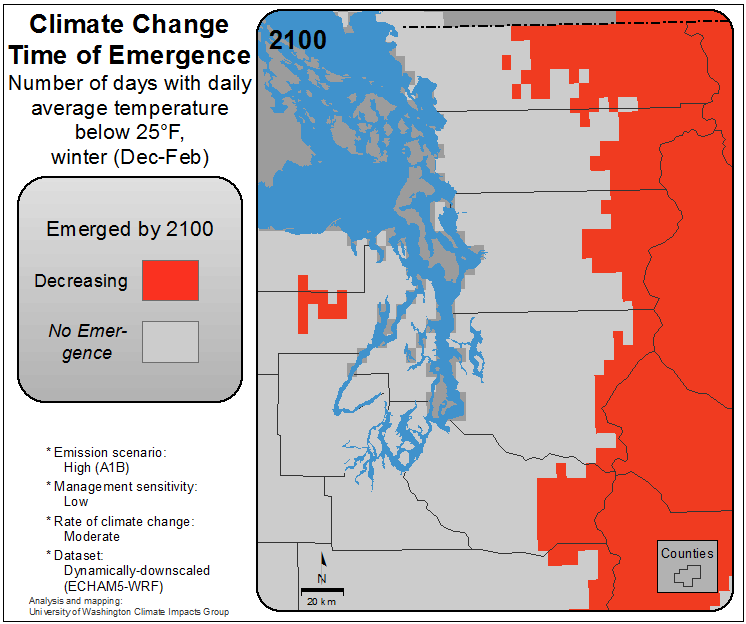 Climate Change
Time of Emergence
Number of days with daily
average temperature
below 25°F,
winter (Dec-Feb)
Emerged by 2100
Decreasing
No Emer-
gence
* Emission scenario:
High (A1B)
* Management sensitivity:
Low
* Rate of climate change:
Moderate
* Dataset:
Dynamically-downscaled
(ECHAM5-WRF)
Analysis and mapping:
University of Washington Climate Impacts Group
2100
N
20 km
Counties